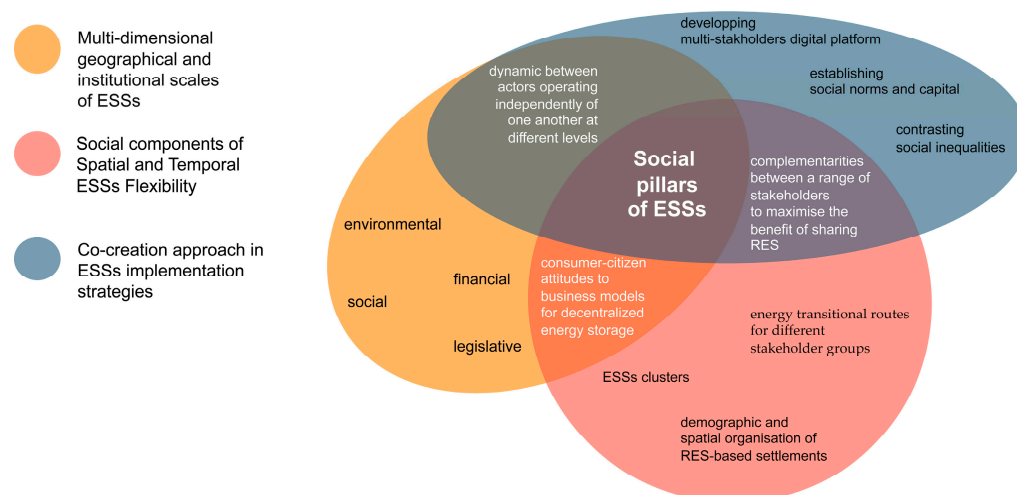 Multi-dimensional
geographical and
institutional scales
of ESSs
Social components of
Spatial and Temporal
ESSs Flexibility
Co-creation approach in
ESSs implementation
strategies
developping
multi-stakholders digital platform
establishing
social norms and capital
contrasting
social inequalities
dynamic between
actors operating
independently of
one another at
different levels
Social
pillars
of ESSs
complementarities
between a range of
stakeholders
to maximise the
benefit of sharing
RES
environmental
financial
social
legislative
consumer-citizen
attitudes to
business models
for decentralized
energy storage
energy transitional routes
for different
stakeholder groups
ESSs clusters
demographic and
spatial organisation of
RES-based settlements